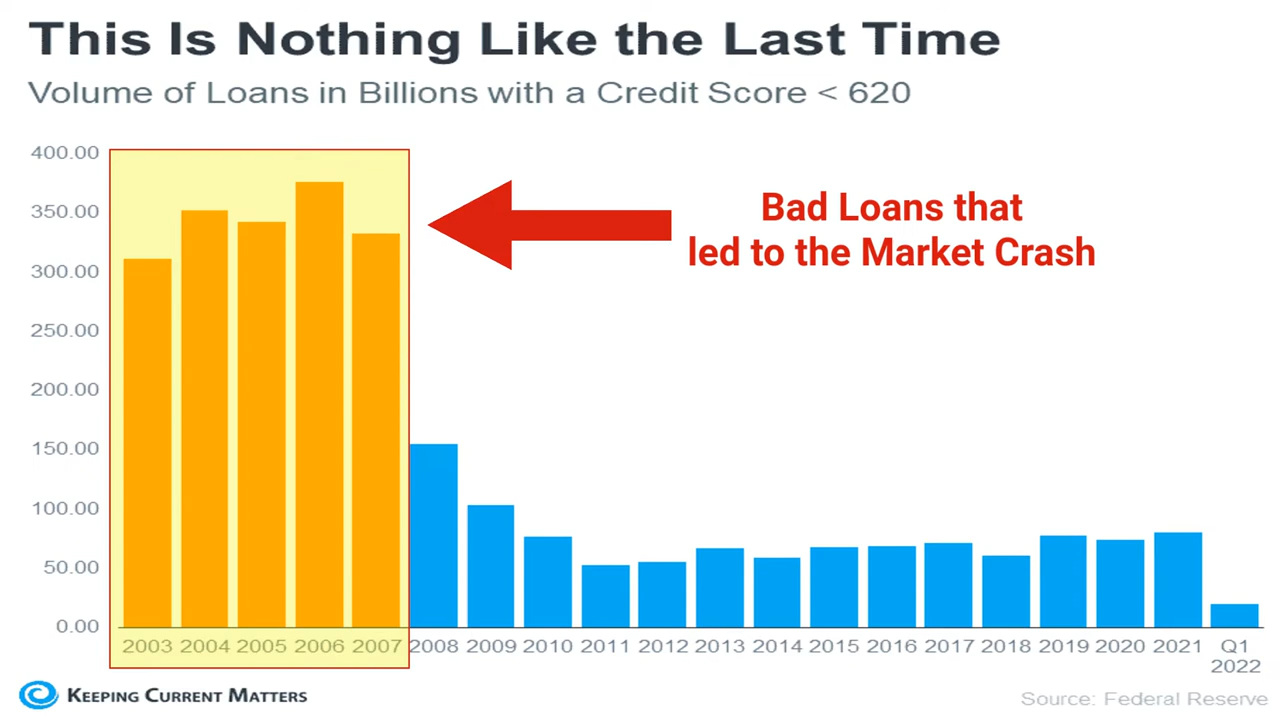 This Is Nothing Like the Last Time
Volume of Loans in Billions with a Credit Score < 620
400.00
350.00
300.00
250.00
200.00
150.00
100.00
50.00
0.00
Bad Loans that
led to the Market Crash
2003 2004 2005 2006 2007 2008 2009 2010 2011 2012 2013 2014 2015 2016 2017 2018 2019 2020 2021 Q1
2022
KEEPING CURRENT MATTERS
Source: Federal Reserve